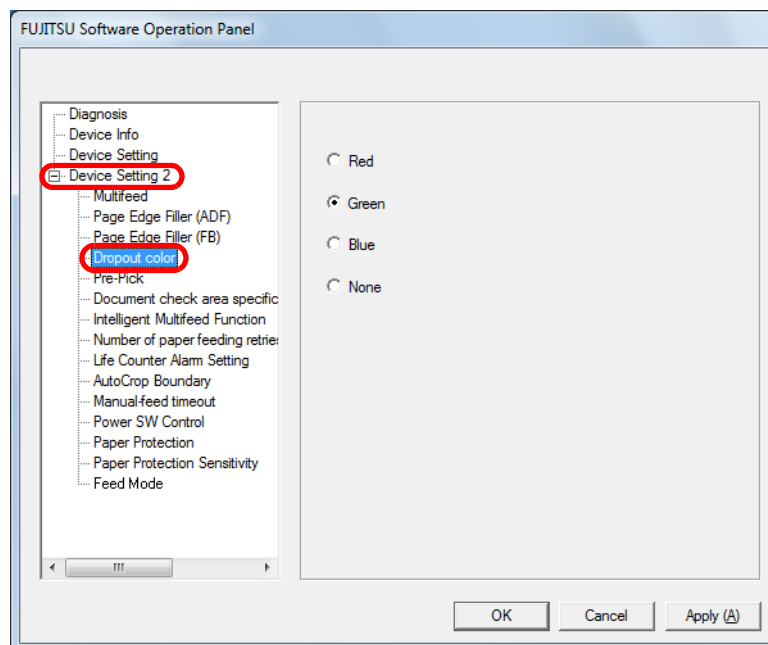 FUJITSU Software Operation Panel
Diagnosis
Device Info
Device Setting
Device Setting 2
Multifeed
Page Edge Filler (ADF)
Page Edge Filler (FB)
Dropout color
Pre-Pick
Document check area specific
Intelligent Multifeed Function
Number of paper feeding retries
Life Counter Alarm Setting
AutoCrop Boundary
Manual-feed timeout
Power SW Control
Paper Protection
Paper Protection Sensitivity
Feed Mode
Red
Green
Blue
None
OK Cancel Apply (A)